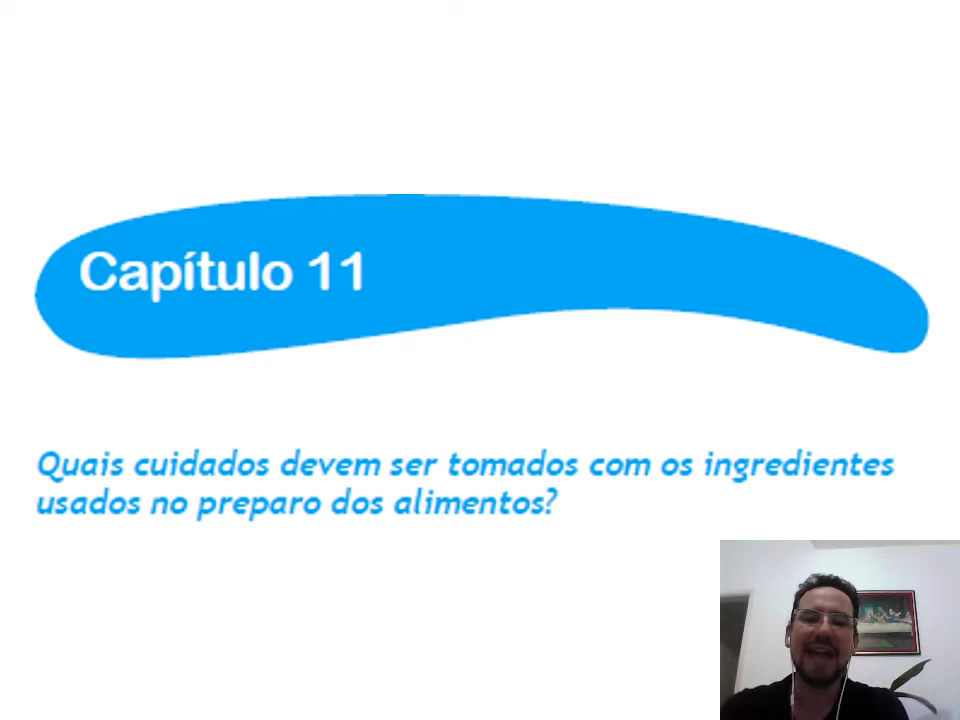 Capítulo 11
Quais cuidados devem ser tomados com os ingredientes
usados no preparo dos alimentos?